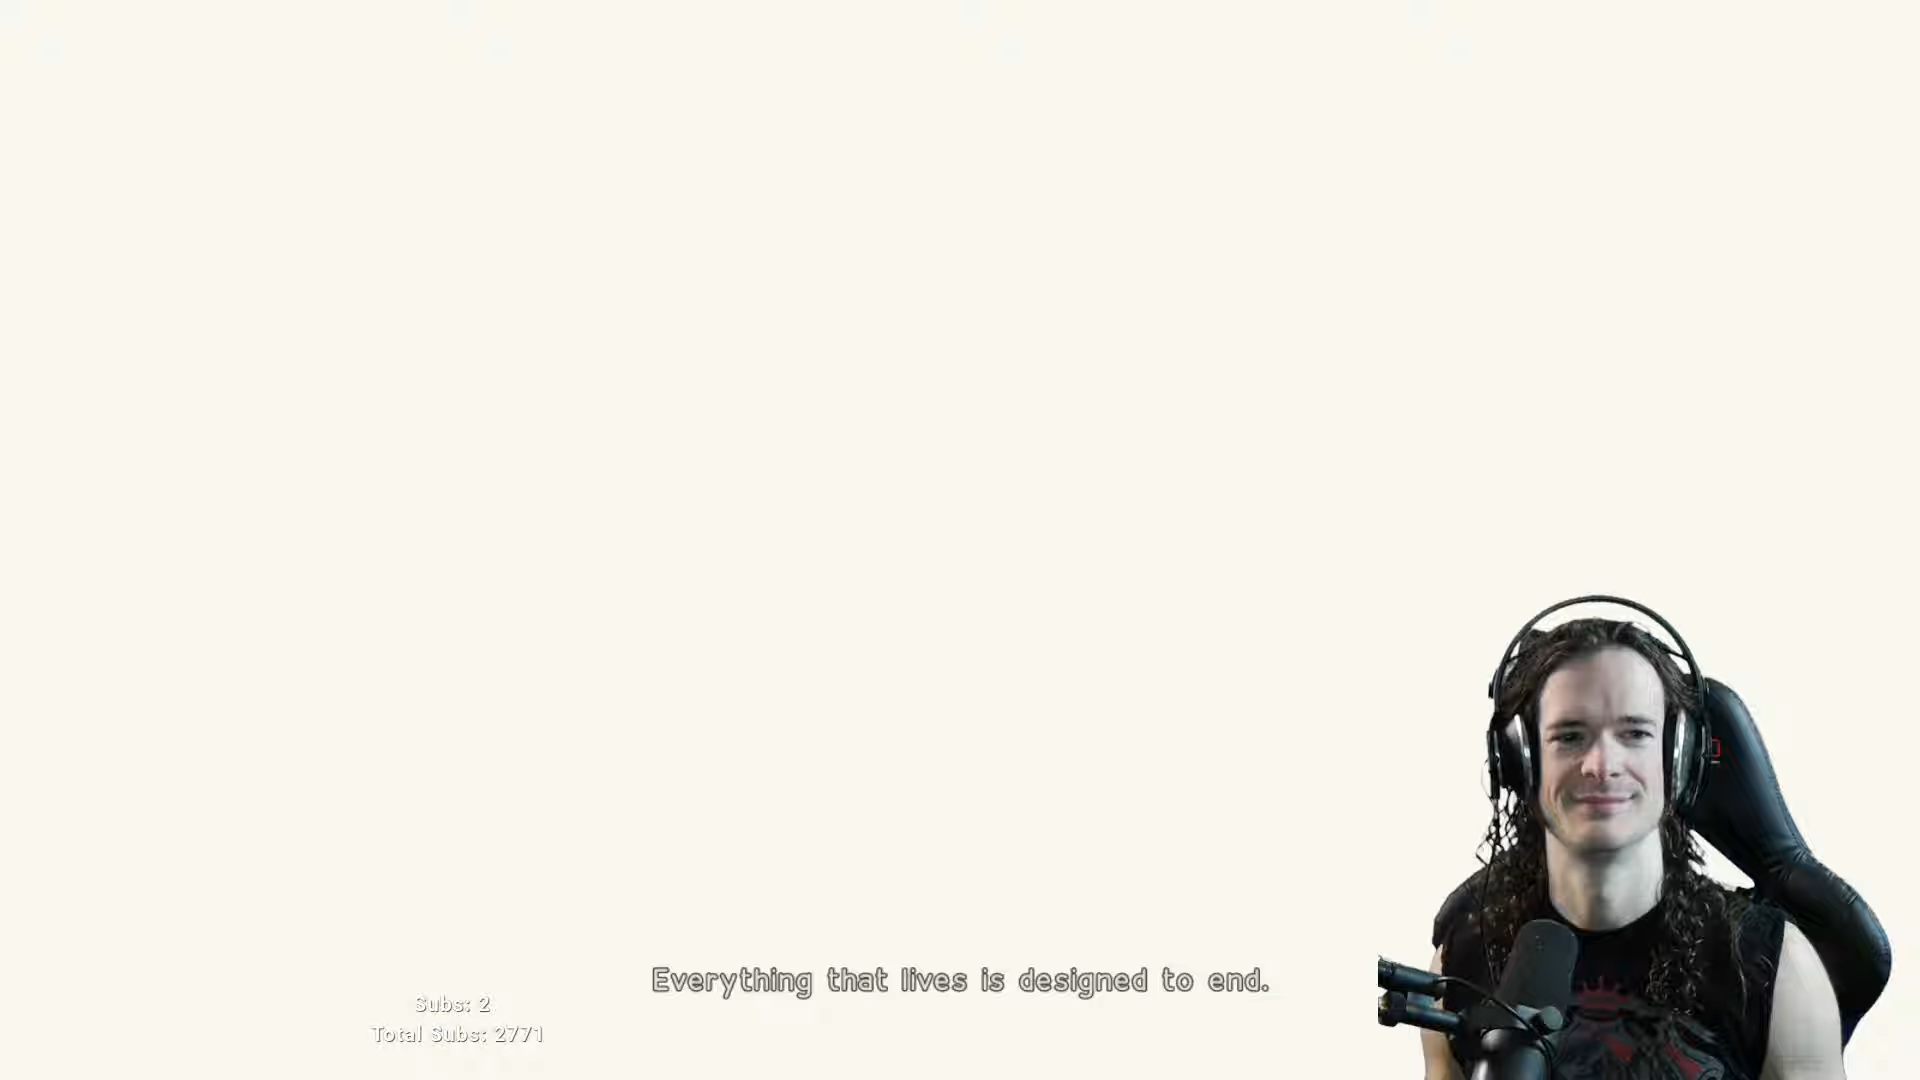 Everything that lives is designed to end.
Subs: 2
Total Subs: 2771